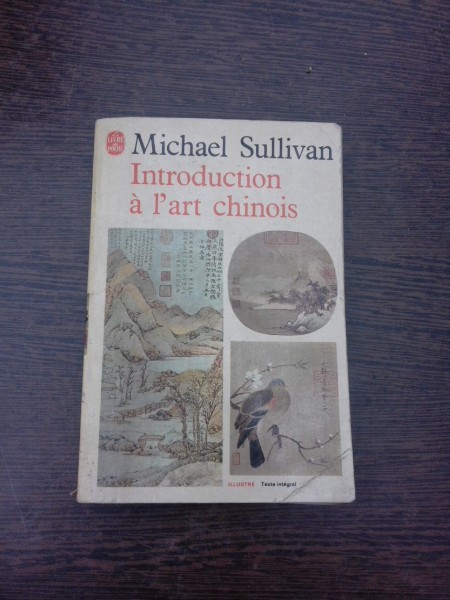 LE LIVRE
DE POCHE
Michael Sullivan
Introduction
à l'art chinois
ILLUSTRÉ Texte intégral